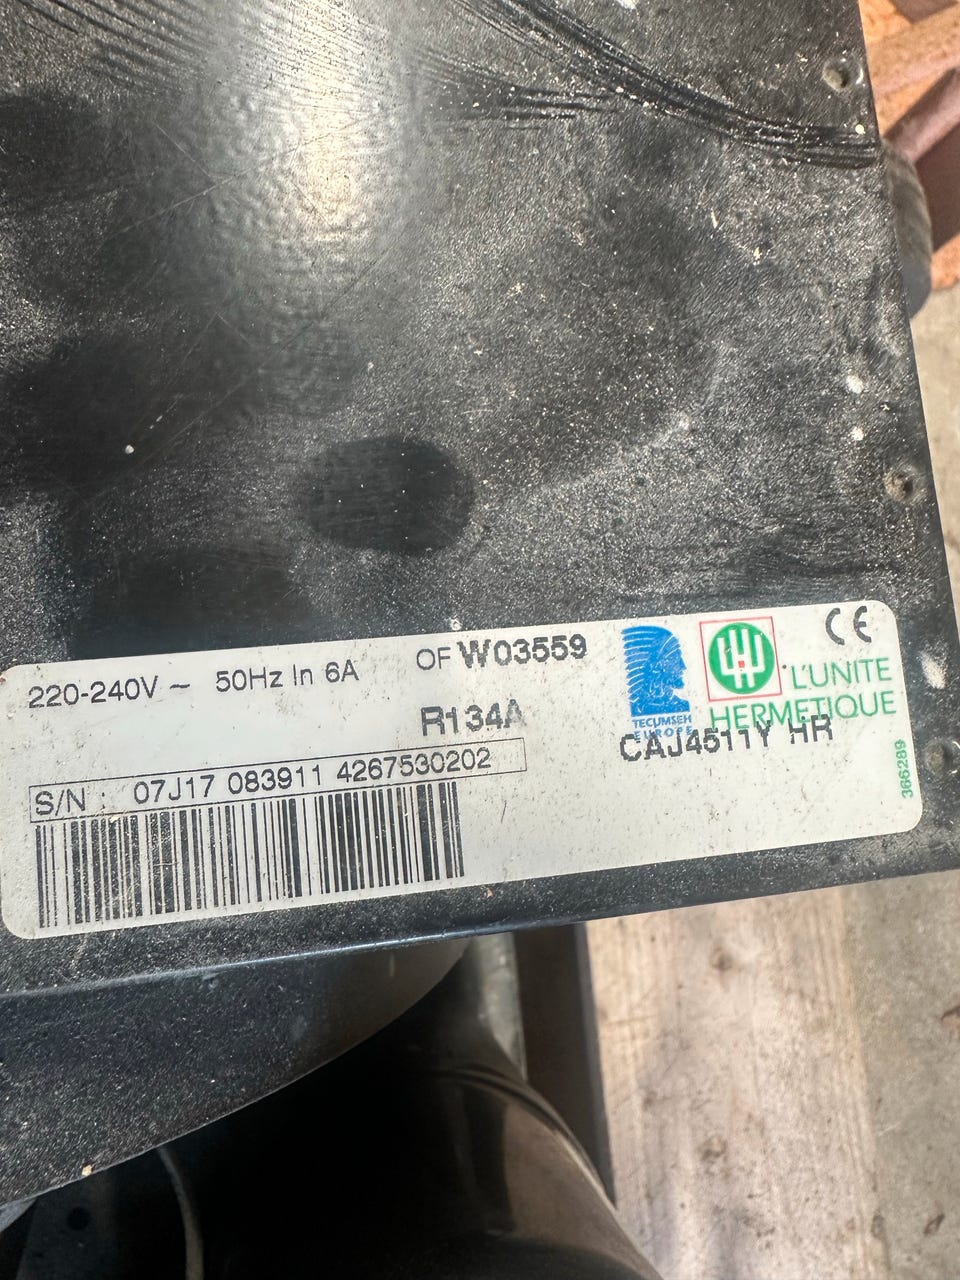 220-240V ~ 50Hz In 6A
OF W03559
CE
R134A
TECUMSEH
EUROPE
L'UNITE
HERMETIQUE
CAJ4511Y HR
S/N : 07J17 083911 4267530202
366289